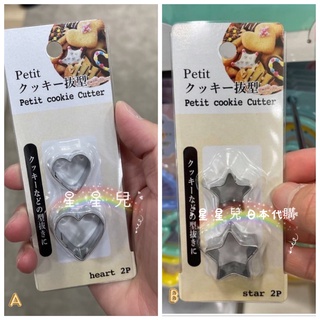 Petit
クッキー抜型
Petit cookie Cutter
クッキーなどの型抜きに
星星兒
heart 2P
A
Petit
クッキー抜型
Petit cookie Cutter
クッキーなどの型抜きに
星星兒日本代購
star 2P
B